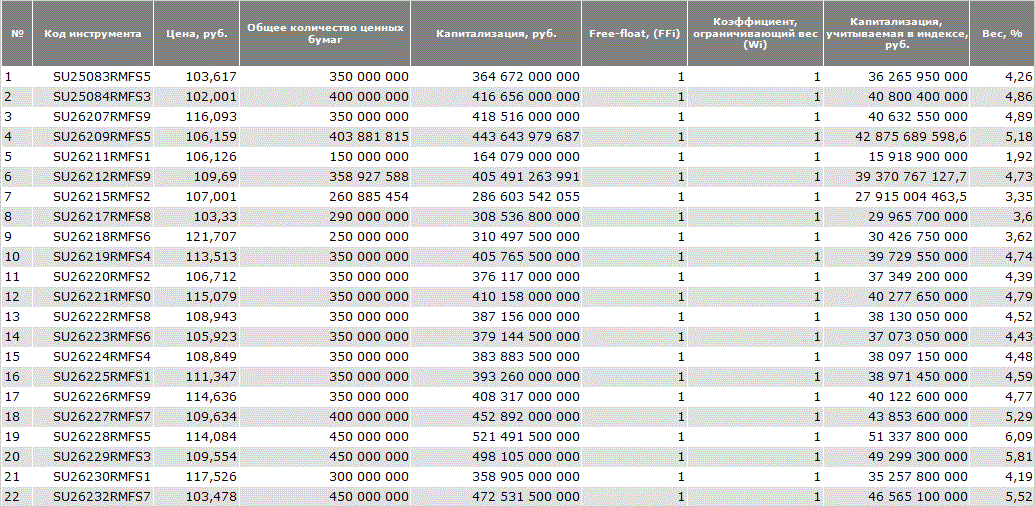 № Код инструмента Цена, руб. Общее количество ценных бумаг Капитализация, руб. Free-float, (FFi) Коэффициент, ограничивающий вес (Wi) Капитализация, учитываемая в индексе, руб. Вес, %
1 SU25083RMFS5 103,617 350 000 000 364 672 000 000 1 1 36 265 950 000 4,26
2 SU25084RMFS3 102,001 400 000 000 416 656 000 000 1 1 40 800 400 000 4,86
3 SU26207RMFS9 116,093 350 000 000 418 516 000 000 1 1 40 632 550 000 4,89
4 SU26209RMFS5 106,159 403 881 815 443 643 979 687 1 1 42 875 689 598,6 5,18
5 SU26211RMFS1 106,126 150 000 000 164 079 000 000 1 1 15 918 900 000 1,92
6 SU26212RMFS9 109,69 358 927 588 405 491 263 991 1 1 39 370 767 127,7 4,73
7 SU26215RMFS2 107,001 260 885 454 286 603 542 055 1 1 27 915 004 463,5 3,35
8 SU26217RMFS8 103,33 290 000 000 308 536 800 000 1 1 29 965 700 000 3,6
9 SU26218RMFS6 121,707 250 000 000 310 497 500 000 1 1 30 426 750 000 3,62
10 SU26219RMFS4 113,513 350 000 000 405 765 500 000 1 1 39 729 550 000 4,74
11 SU26220RMFS2 106,712 350 000 000 376 117 000 000 1 1 37 349 200 000 4,39
12 SU26221RMFS0 115,079 350 000 000 410 158 000 000 1 1 40 277 650 000 4,79
13 SU26222RMFS8 108,943 350 000 000 387 156 000 000 1 1 38 130 050 000 4,52
14 SU26223RMFS6 105,923 350 000 000 379 144 500 000 1 1 37 073 050 000 4,43
15 SU26224RMFS4 108,849 350 000 000 383 883 500 000 1 1 38 097 150 000 4,48
16 SU26225RMFS1 111,347 350 000 000 393 260 000 000 1 1 38 971 450 000 4,59
17 SU26226RMFS9 114,636 350 000 000 408 317 000 000 1 1 40 122 600 000 4,77
18 SU26227RMFS7 109,634 400 000 000 452 892 000 000 1 1 43 853 600 000 5,29
19 SU26228RMFS5 114,084 450 000 000 521 491 500 000 1 1 51 337 800 000 6,09
20 SU26229RMFS3 109,554 450 000 000 498 105 000 000 1 1 49 299 300 000 5,81
21 SU26230RMFS1 117,526 300 000 000 358 905 000 000 1 1 35 257 800 000 4,19
22 SU26232RMFS7 103,478 450 000 000 472 531 500 000 1 1 46 565 100 000 5,52